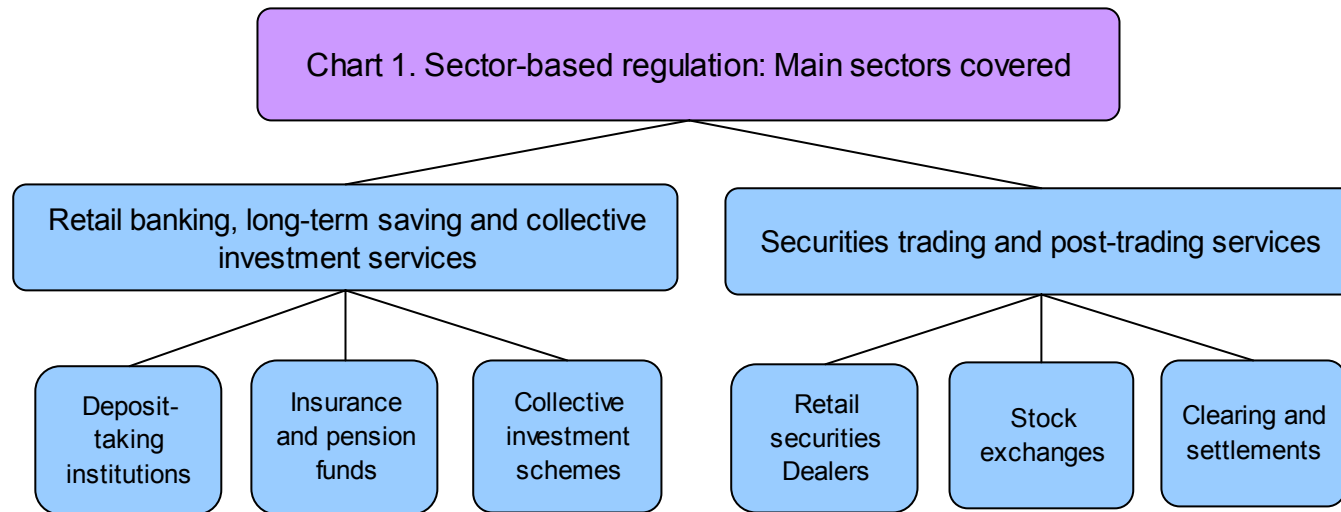 Chart 1. Sector-based regulation: Main sectors covered
Retail banking, long-term saving and collective
investment services
Securities trading and post-trading services
Deposit-
taking
institutions
Insurance
and pension
funds
Collective
investment
schemes
Retail
securities
Dealers
Stock
exchanges
Clearing and
settlements